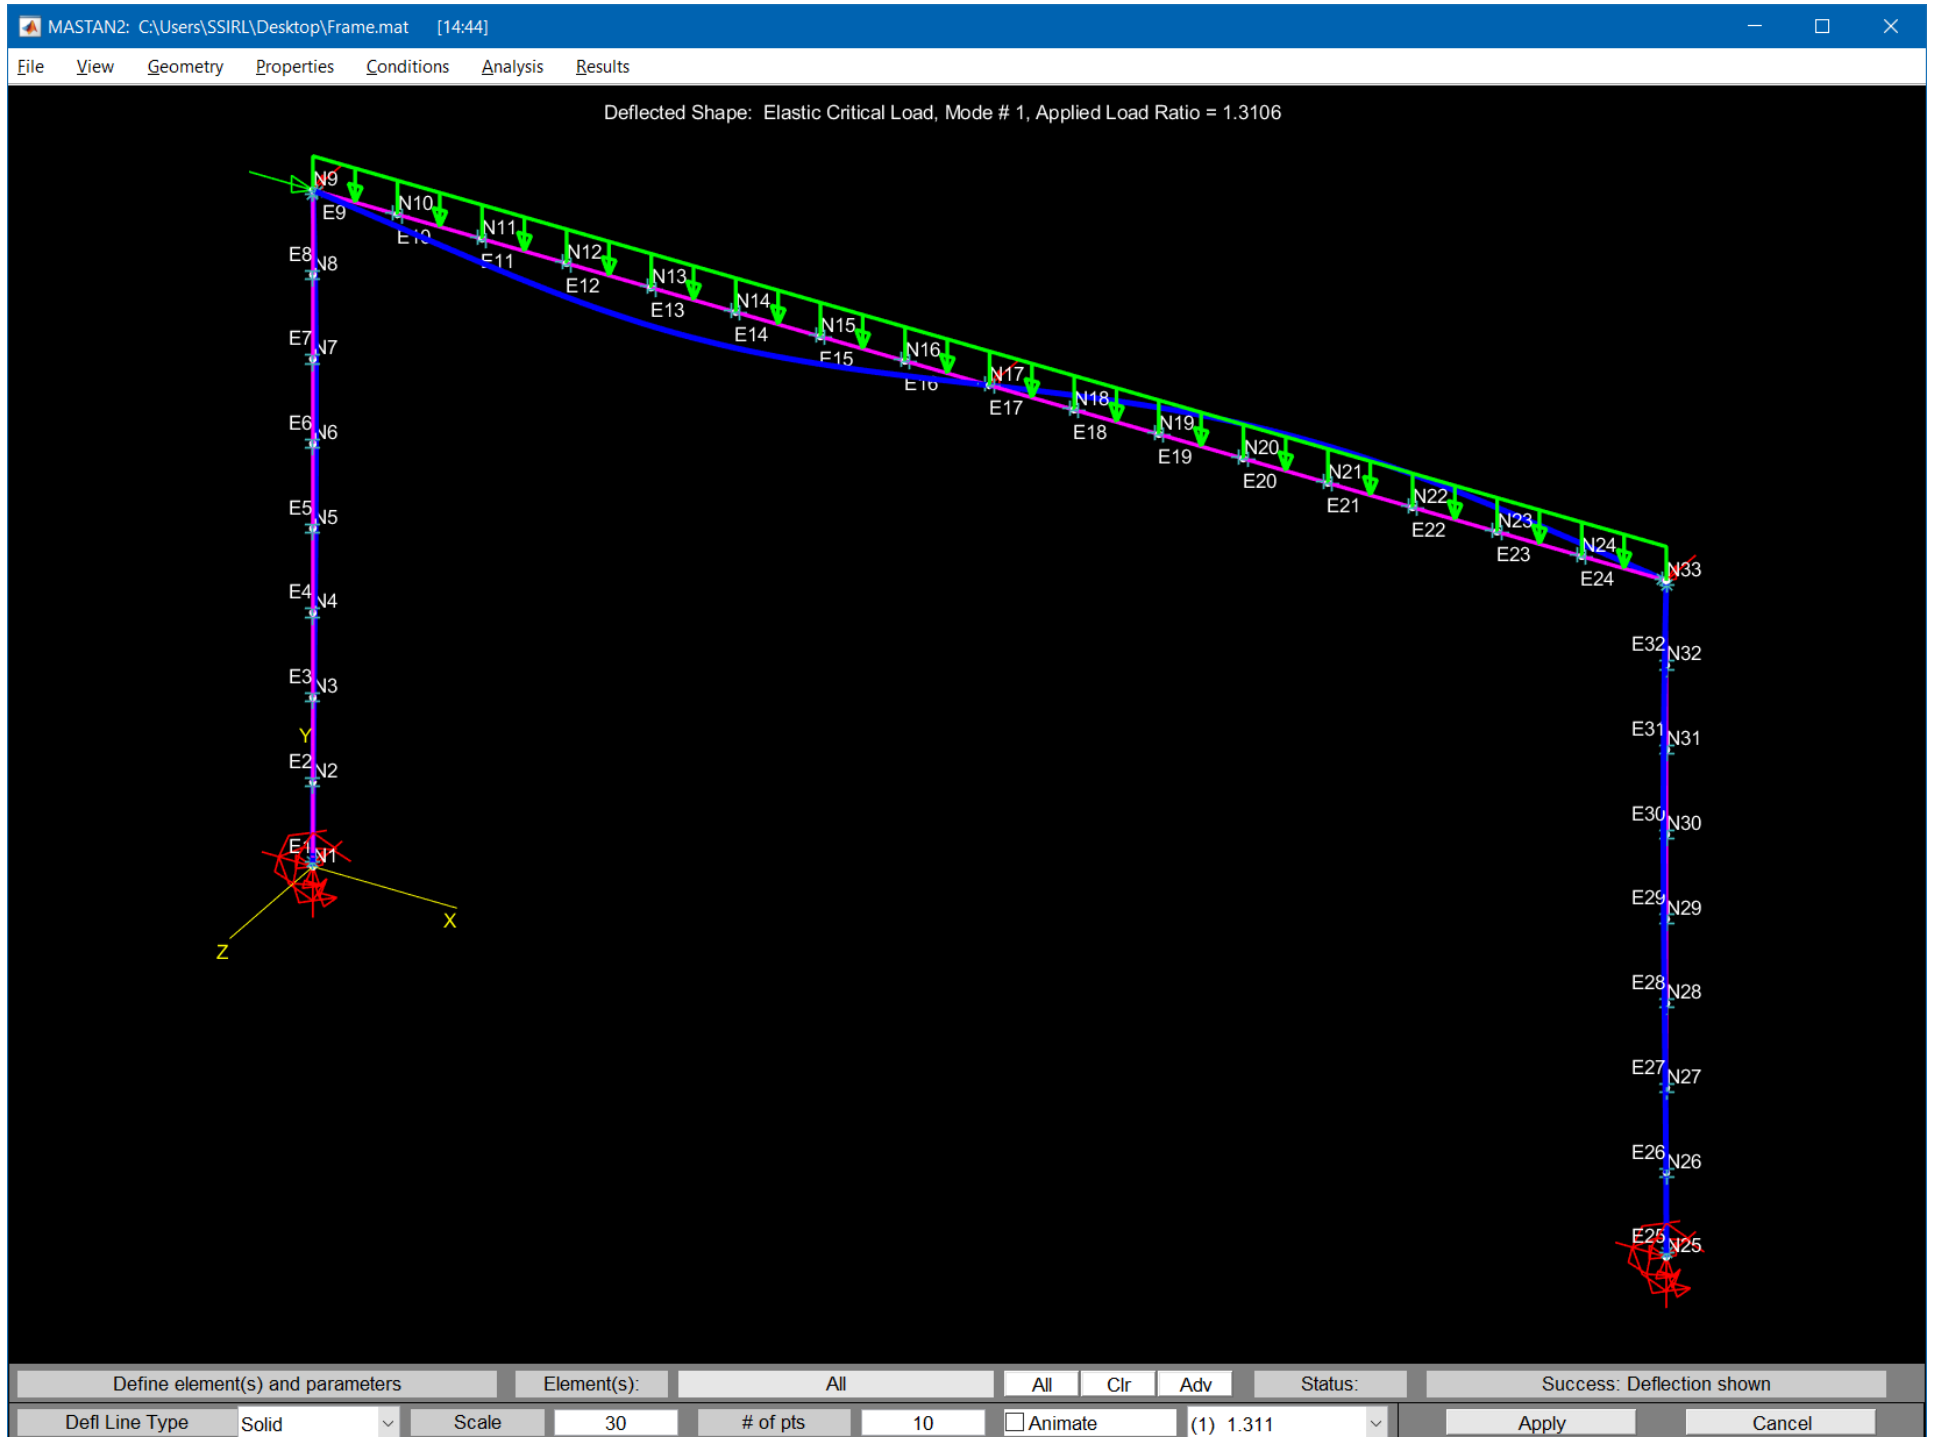 MASTAN2: C:\Users\SSIRL\Desktop\Frame.mat [14:44]
File View Geometry Properties Conditions Analysis Results
Deflected Shape: Elastic Critical Load, Mode # 1, Applied Load Ratio = 1.3106
N9
E9
N10
E10
N11
E11
E8
N8
N12
E12
N13
E13
N14
E14
N15
E15
E7
N7
N16
E16
N17
E17
N18
E18
E6
N6
N19
E19
N20
E20
N21
E21
N22
E22
E5
N5
N23
E23
N24
E24
N33
E4
N4
E32
N32
E3
N3
Y
E31
N31
E2
N2
E30
N30
E1
N1
E29
N29
X
Z
E28
N28
E27
N27
E26
N26
E25
N25
Define element(s) and parameters Element(s): All All Clr Adv Status: Success: Deflection shown
Defl Line Type Solid Scale 30 # of pts 10 Animate (1) 1.311 Apply Cancel